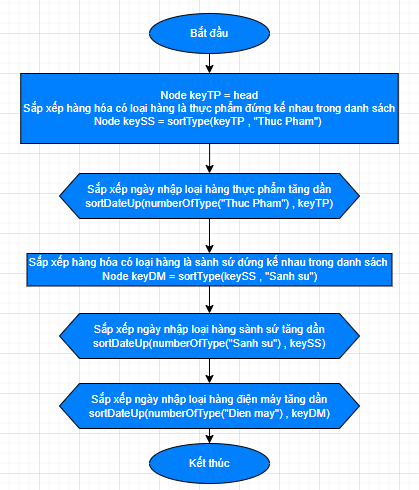 Bắt đầu
Node keyTP = head
Sắp xếp hàng hóa có loại hàng là thực phẩm đứng kế nhau trong danh sách
Node keySS = sortType(keyTP , "Thuc Pham")
Sắp xếp ngày nhập loại hàng thực phẩm tăng dần
sortDateUp(numberOfType("Thuc Pham") , keyTP)
Sắp xếp hàng hóa có loại hàng là sành sứ dứng kế nhau trong danh sách
Node keyDM = sortType(keySS , "Sanh su")
Sắp xếp ngày nhập loại hàng sành sứ tăng dần
sortDateUp(numberOfType("Sanh su") , keySS)
Sắp xếp ngày nhập loại hàng điện máy tăng dần
sortDateUp(numberOfType("Dien may") , keyDM)
Kết thúc